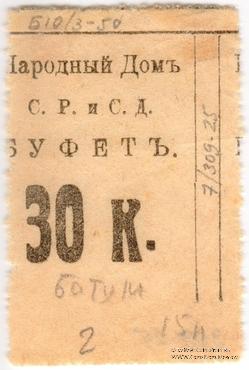 Б10/3-50
Народный Домъ
С. Р. и С. Д.
БУФЕТЪ.
30 К.
7/309-25
Батум
2